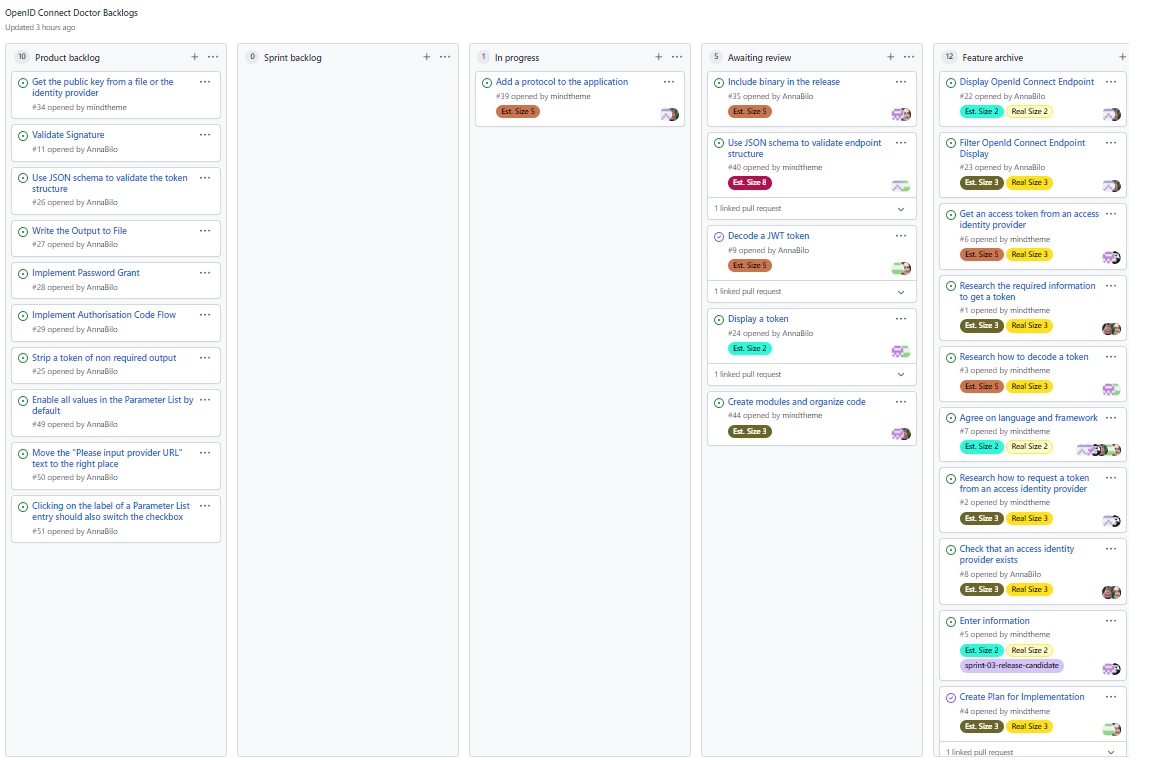 OpenID Connect Doctor Backlogs
Updated 3 hours ago
10 Product backlog
Get the public key from a file or the
identity provider
#34 opened by mindtheme
Validate Signature
#11 opened by AnnaBilo
Use JSON schema to validate the token
structure
#26 opened by AnnaBilo
Write the Output to File
#27 opened by AnnaBilo
Implement Password Grant
#28 opened by AnnaBilo
Implement Authorisation Code Flow
#29 opened by AnnaBilo
Strip a token of non required output
#25 opened by AnnaBilo
Enable all values in the Parameter List by
default
#49 opened by AnnaBilo
Move the "Please input provider URL"
text to the right place
#50 opened by AnnaBilo
Clicking on the label of a Parameter List
entry should also switch the checkbox
#51 opened by AnnaBilo
0 Sprint backlog
1 In progress
Add a protocol to the application
#39 opened by mindtheme
Est. Size 5
5 Awaiting review
Include binary in the release
#35 opened by AnnaBilo
Est. Size 5
Use JSON schema to validate endpoint
structure
#40 opened by mindtheme
Est. Size 8
1 linked pull request
Decode a JWT token
#9 opened by AnnaBilo
Est. Size 5
1 linked pull request
Display a token
#24 opened by AnnaBilo
Est. Size 2
1 linked pull request
Create modules and organize code
#44 opened by mindtheme
Est. Size 3
12 Feature archive
Display OpenId Connect Endpoint
#22 opened by AnnaBilo
Est. Size 2 Real Size 2
Filter OpenId Connect Endpoint
Display
#23 opened by AnnaBilo
Est. Size 3 Real Size 3
Get an access token from an access
identity provider
#6 opened by mindtheme
Est. Size 5 Real Size 3
Research the required information
to get a token
#1 opened by mindtheme
Est. Size 3 Real Size 3
Research how to decode a token
#3 opened by mindtheme
Est. Size 5 Real Size 3
Agree on language and framework
#7 opened by mindtheme
Est. Size 2 Real Size 2
Research how to request a token
from an access identity provider
#2 opened by mindtheme
Est. Size 3 Real Size 3
Check that an access identity
provider exists
#8 opened by AnnaBilo
Est. Size 3 Real Size 3
Enter information
#5 opened by mindtheme
Est. Size 2 Real Size 2
sprint-03-release-candidate
Create Plan for Implementation
#4 opened by mindtheme
Est. Size 3 Real Size 3
1 linked pull request